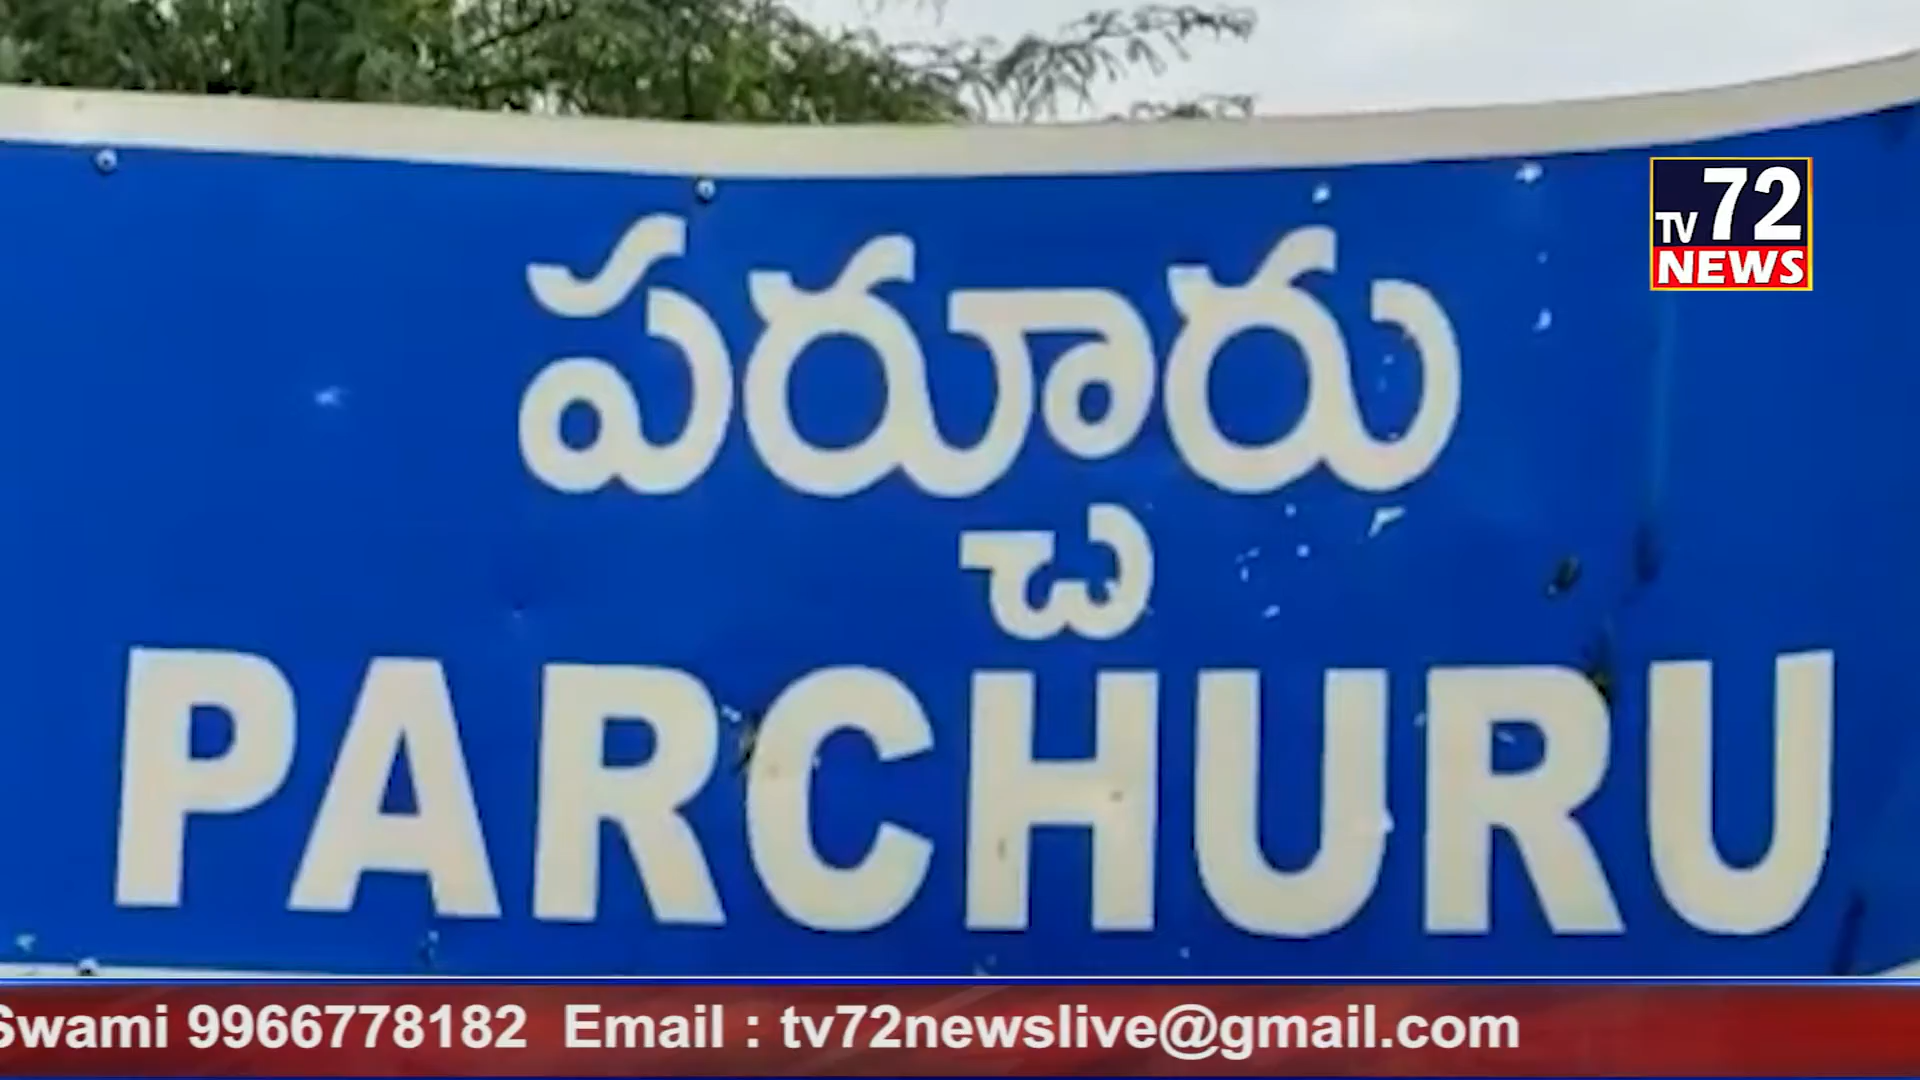 TV 72
NEWS
పర్చూరు
PARCHURU
Swami 9966778182 Email : tv72newslive@gmail.com